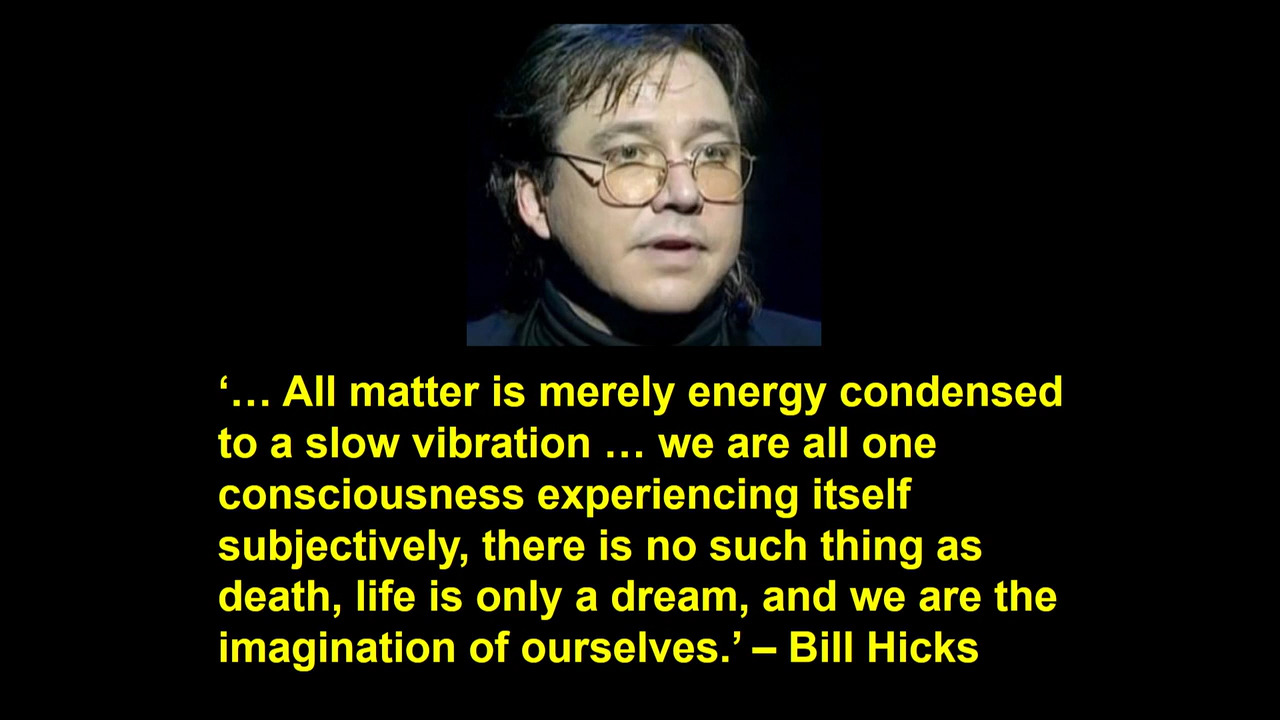 ‘… All matter is merely energy condensed
to a slow vibration … we are all one
consciousness experiencing itself
subjectively, there is no such thing as
death, life is only a dream, and we are the
imagination of ourselves.’ – Bill Hicks